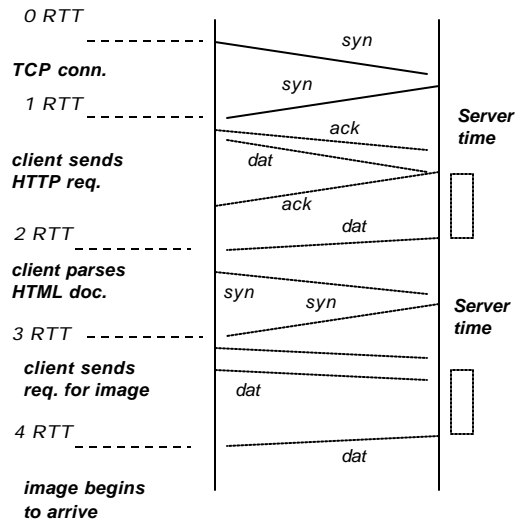 0 RTT
syn
TCP conn.
syn
1 RTT
ack
Server
time
client sends
HTTP req.
dat
ack
2 RTT
dat
client parses
HTML doc.
syn
syn
Server
time
3 RTT
client sends
req. for image
dat
4 RTT
dat
image begins
to arrive